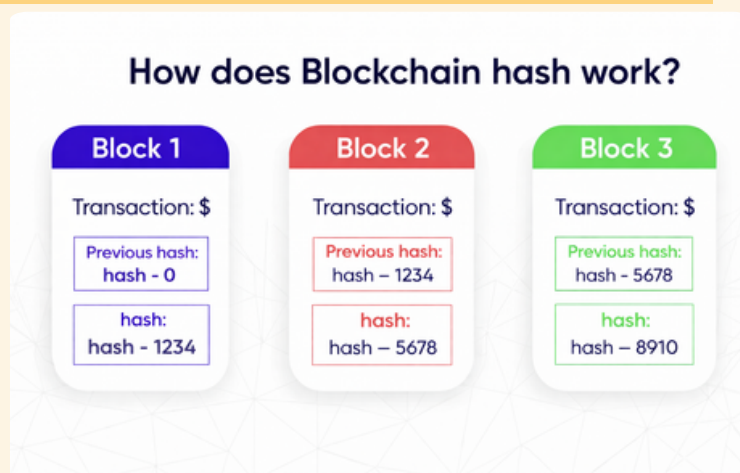 How does Blockchain hash work?
Block 1
Transaction: $
Previous hash:
hash - 0
hash:
hash - 1234
Block 2
Transaction: $
Previous hash:
hash – 1234
hash:
hash – 5678
Block 3
Transaction: $
Previous hash:
hash - 5678
hash:
hash – 8910